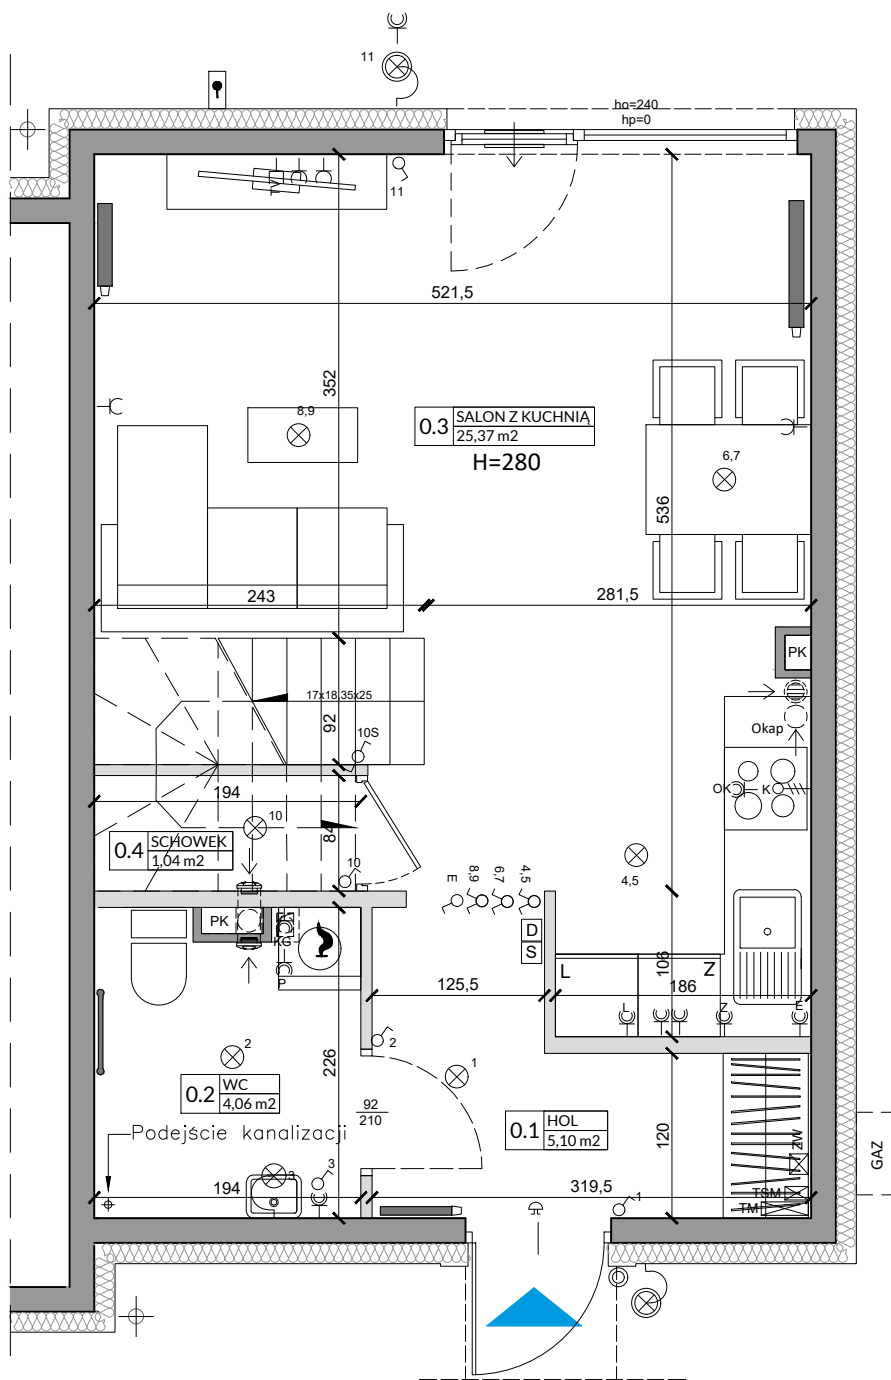 11
ho=240
hp=0
TV
11
521,5
352
8,9
0.3 SALON Z KUCHNIĄ
25,37 m2
H=280
6,7
536
243
281,5
PK
17x18,35x25
92
10S
Okap
OK
K
194
10
84
0.4 SCHOWEK
1,04 m2
10
4,5
E
8,9
6,7
4,5
PK
KG
D
S
P
L
Z
106
125,5
186
L
Z
E
2
2
1
226
0.2 WC
4,06 m2
92
210
0.1 HOL
5,10 m2
120
ZW
GAZ
Podejście kanalizacji
3
3
194
319,5
1
TSM
TM